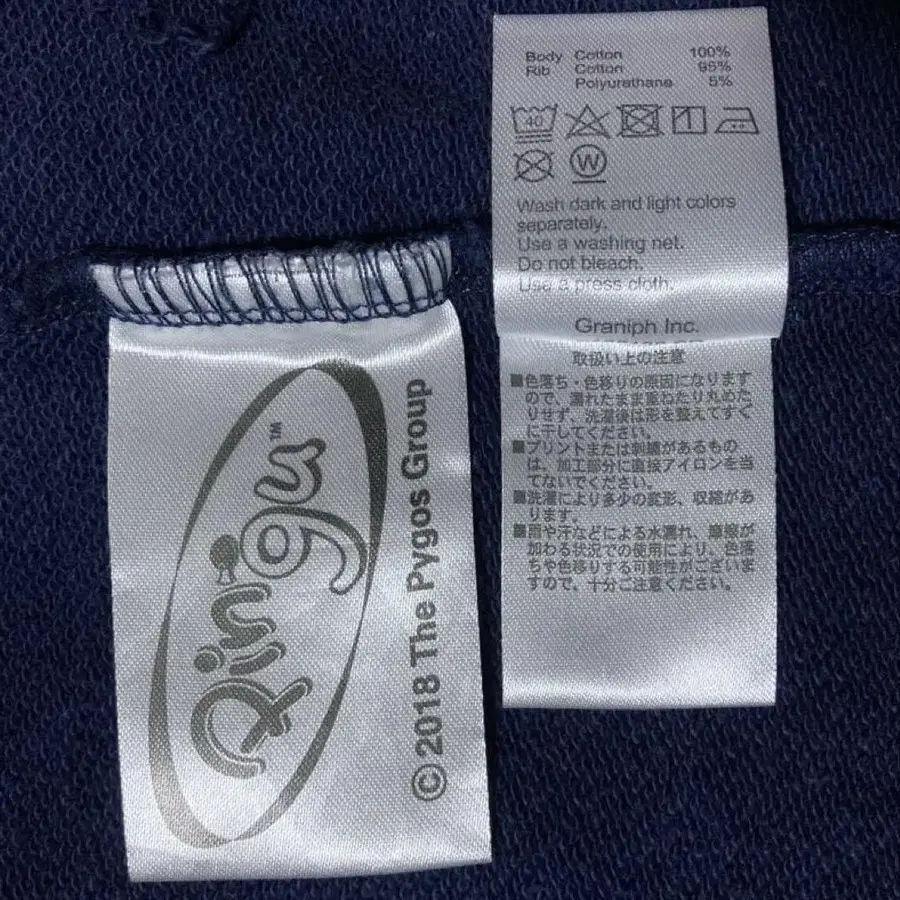 Body Cotton 100%
Rib Cotton 95%
Polyurethane 5%
40
W
Wash dark and light colors
separately.
Use a washing net.
Do not bleach.
Use a press cloth.
Graniph Inc.
取扱い上の注意
■色落ち・色移りの原因になります
ので、濡れたまま重ねたり丸めた
りせず、洗濯後は形を整えてすぐ
に干してください。
■プリントまたは刺繍があるもの
は、加工部分に直接アイロンを当
てないでください。
■洗濯により多少の変形、収縮があ
ります。
■雨や汗などによる水濡れ、摩擦が
加わる状況での使用により、色落
ちや色移りする可能性がございま
すので、十分ご注意ください。
Qingu™
©2018 The Pygos Group